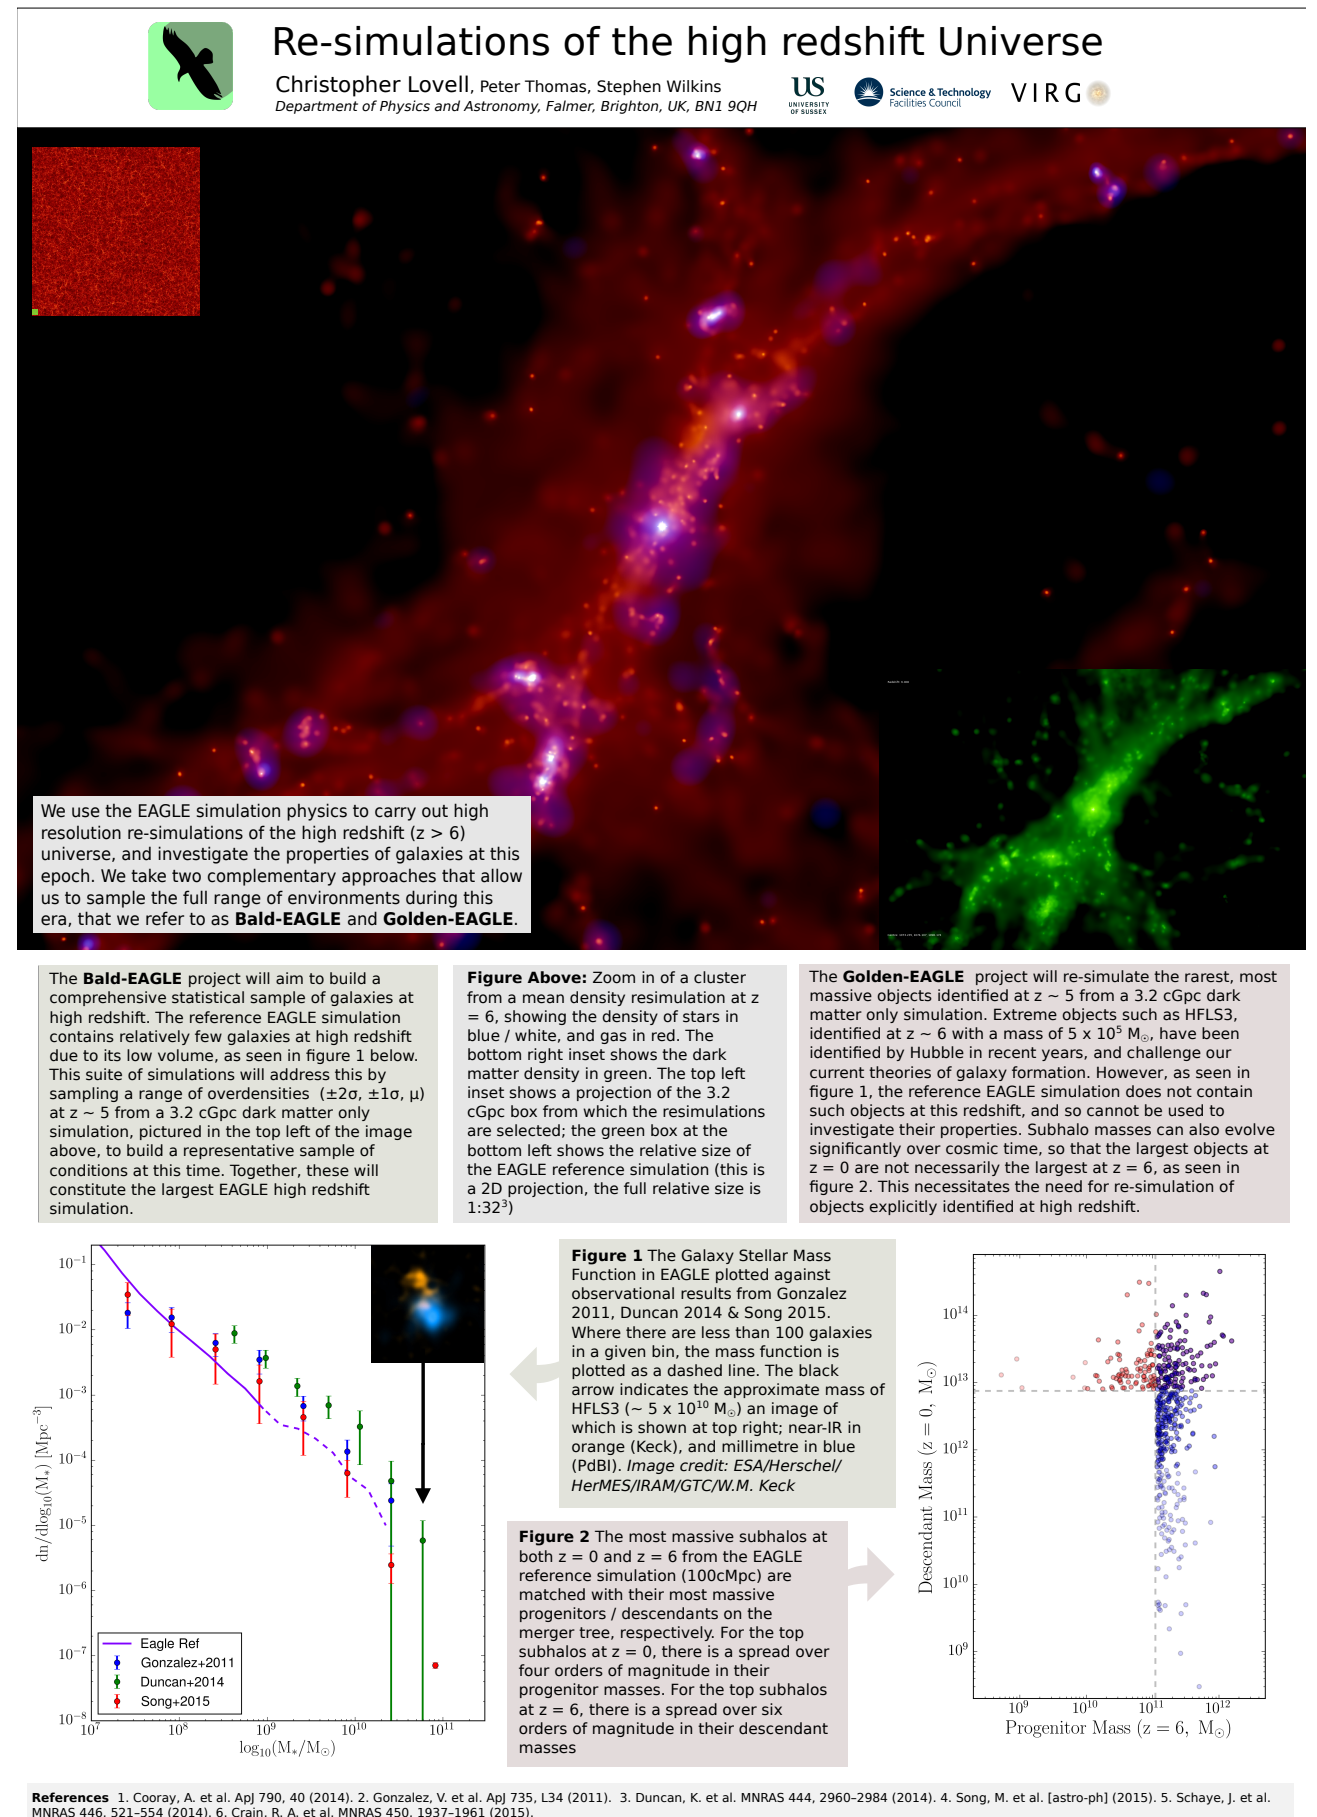 Re-simulations of the high redshift Universe
Christopher Lovell, Peter Thomas, Stephen Wilkins
Department of Physics and Astronomy, Falmer, Brighton, UK, BN1 9QH
US
UNIVERSITY
OF SUSSEX
Science & Technology
Facilities Council
VIRG
We use the EAGLE simulation physics to carry out high
resolution re-simulations of the high redshift (z > 6)
universe, and investigate the properties of galaxies at this
epoch. We take two complementary approaches that allow
us to sample the full range of environments during this
era, that we refer to as Bald-EAGLE and Golden-EAGLE.
The Bald-EAGLE project will aim to build a
comprehensive statistical sample of galaxies at
high redshift. The reference EAGLE simulation
contains relatively few galaxies at high redshift
due to its low volume, as seen in figure 1 below.
This suite of simulations will address this by
sampling a range of overdensities (±2σ, ±1σ, μ)
at z ~ 5 from a 3.2 cGpc dark matter only
simulation, pictured in the top left of the image
above, to build a representative sample of
conditions at this time. Together, these will
constitute the largest EAGLE high redshift
simulation.
Figure Above: Zoom in of a cluster
from a mean density resimulation at z
= 6, showing the density of stars in
blue / white, and gas in red. The
bottom right inset shows the dark
matter density in green. The top left
inset shows a projection of the 3.2
cGpc box from which the resimulations
are selected; the green box at the
bottom left shows the relative size of
the EAGLE reference simulation (this is
a 2D projection, the full relative size is
1:32³)
The Golden-EAGLE project will re-simulate the rarest, most
massive objects identified at z ~ 5 from a 3.2 cGpc dark
matter only simulation. Extreme objects such as HFLS3,
identified at z ~ 6 with a mass of 5 x 10⁵ M☉, have been
identified by Hubble in recent years, and challenge our
current theories of galaxy formation. However, as seen in
figure 1, the reference EAGLE simulation does not contain
such objects at this redshift, and so cannot be used to
investigate their properties. Subhalo masses can also evolve
significantly over cosmic time, so that the largest objects at
z = 0 are not necessarily the largest at z = 6, as seen in
figure 2. This necessitates the need for re-simulation of
objects explicitly identified at high redshift.
dn/dlog₁₀(M*) [Mpc⁻³]
10⁻¹
10⁻²
10⁻³
10⁻⁴
10⁻⁵
10⁻⁶
10⁻⁷
10⁻⁸
Eagle Ref
Gonzalez+2011
Duncan+2014
Song+2015
10⁷ 10⁸ 10⁹ 10¹⁰ 10¹¹
log₁₀(M*/M☉)
Figure 1 The Galaxy Stellar Mass
Function in EAGLE plotted against
observational results from Gonzalez
2011, Duncan 2014 & Song 2015.
Where there are less than 100 galaxies
in a given bin, the mass function is
plotted as a dashed line. The black
arrow indicates the approximate mass of
HFLS3 (~ 5 x 10¹⁰ M☉) an image of
which is shown at top right; near-IR in
orange (Keck), and millimetre in blue
(PdBI). Image credit: ESA/Herschel/
HerMES/IRAM/GTC/W.M. Keck
Figure 2 The most massive subhalos at
both z = 0 and z = 6 from the EAGLE
reference simulation (100cMpc) are
matched with their most massive
progenitors / descendants on the
merger tree, respectively. For the top
subhalos at z = 0, there is a spread over
four orders of magnitude in their
progenitor masses. For the top subhalos
at z = 6, there is a spread over six
orders of magnitude in their descendant
masses
Descendant Mass (z = 0, M☉)
10¹⁴
10¹³
10¹²
10¹¹
10¹⁰
10⁹
10⁹ 10¹⁰ 10¹¹ 10¹²
Progenitor Mass (z = 6, M☉)
References 1. Cooray, A. et al. ApJ 790, 40 (2014). 2. Gonzalez, V. et al. ApJ 735, L34 (2011). 3. Duncan, K. et al. MNRAS 444, 2960–2984 (2014). 4. Song, M. et al. [astro-ph] (2015). 5. Schaye, J. et al.
MNRAS 446, 521–554 (2014). 6. Crain, R. A. et al. MNRAS 450, 1937–1961 (2015).